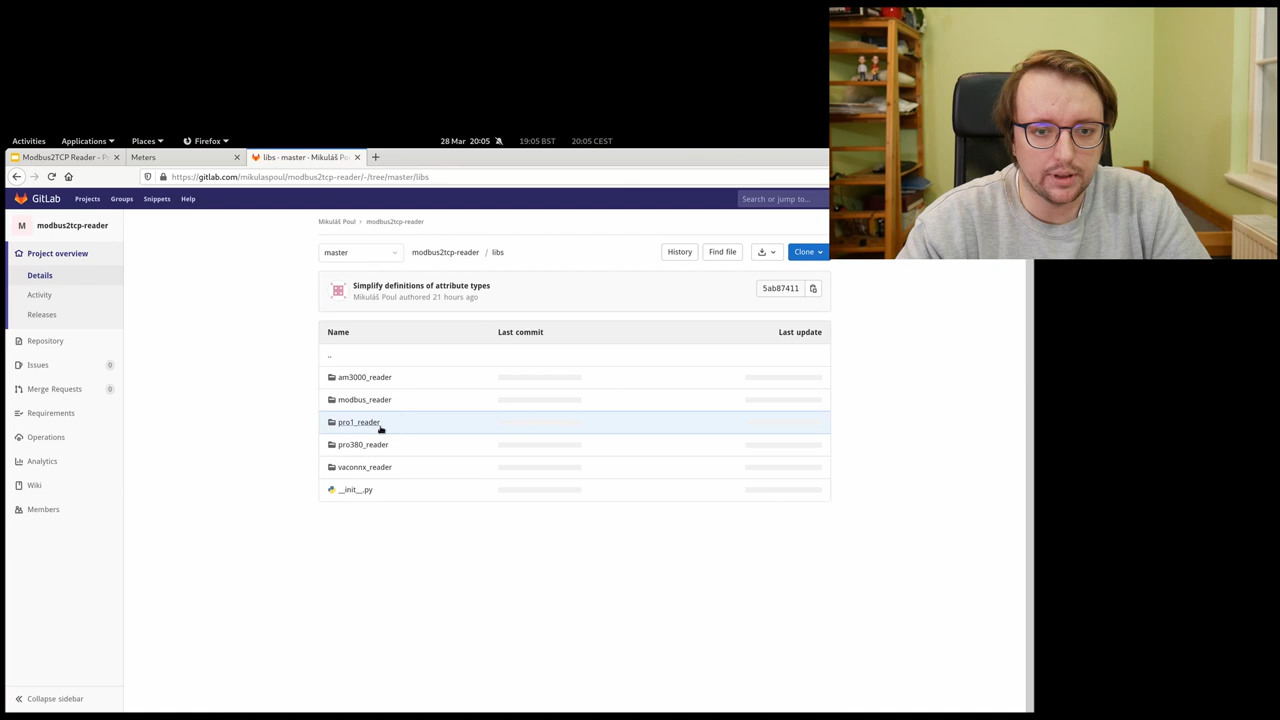 Activities Applications Places Firefox 28 Mar 20:05 19:05 BST 20:05 CEST
Modbus2TCP Reader - Pr Meters libs · master · Mikuláš Po
https://gitlab.com/mikulaspoul/modbus2tcp-reader/-/tree/master/libs
GitLab Projects Groups Snippets Help Search or jump to...
M modbus2tcp-reader
Project overview
Details
Activity
Releases
Repository
Issues 0
Merge Requests 0
Requirements
Operations
Analytics
Wiki
Members
Collapse sidebar
Mikuláš Poul > modbus2tcp-reader
master modbus2tcp-reader / libs History Find file Clone
Simplify definitions of attribute types
Mikuláš Poul authored 21 hours ago
5ab87411
Name Last commit Last update
..
am3000_reader
modbus_reader
pro1_reader
pro380_reader
vaconnx_reader
__init__.py